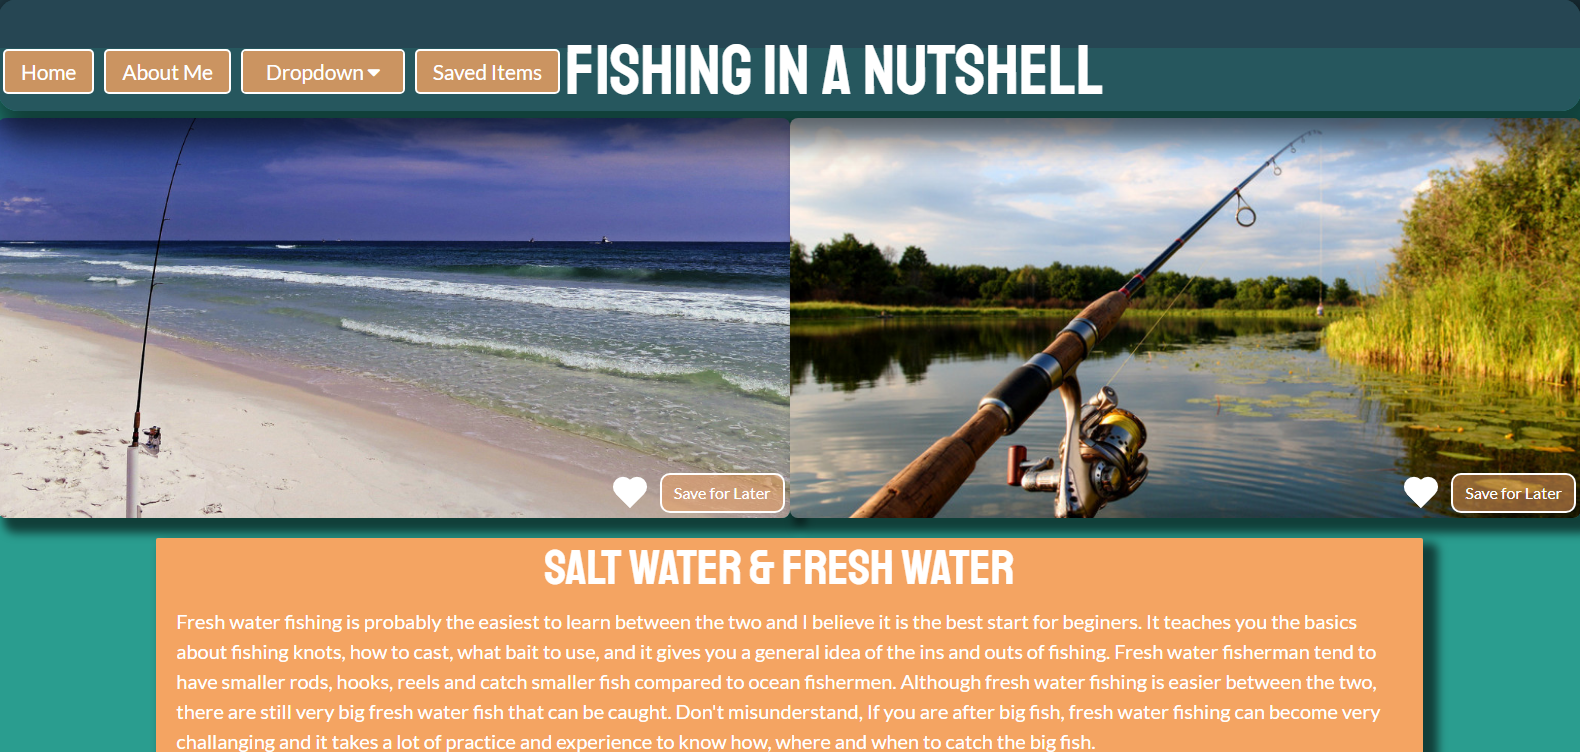 Home About Me Dropdown Saved Items FISHING IN A NUTSHELL
Save for Later Save for Later
SALT WATER & FRESH WATER
Fresh water fishing is probably the easiest to learn between the two and I believe it is the best start for beginers. It teaches you the basics
about fishing knots, how to cast, what bait to use, and it gives you a general idea of the ins and outs of fishing. Fresh water fisherman tend to
have smaller rods, hooks, reels and catch smaller fish compared to ocean fishermen. Although fresh water fishing is easier between the two,
there are still very big fresh water fish that can be caught. Don't misunderstand, If you are after big fish, fresh water fishing can become very
challanging and it takes a lot of practice and experience to know how, where and when to catch the big fish.